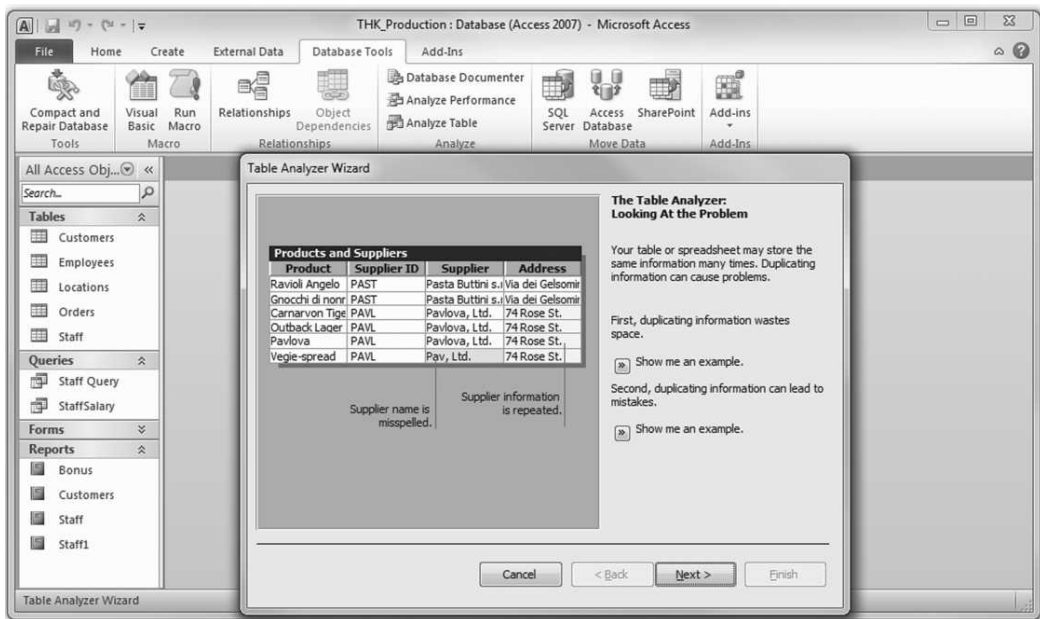 THK_Production : Database (Access 2007) - Microsoft Access
File Home Create External Data Database Tools Add-Ins
Compact and Repair Database
Visual Basic
Run Macro
Relationships
Object Dependencies
Database Documenter
Analyze Performance
Analyze Table
SQL Server
Access Database
SharePoint
Add-ins
Tools Macro Relationships Analyze Move Data Add-Ins
All Access Obj...
Search...
Tables
Customers
Employees
Locations
Orders
Staff
Queries
Staff Query
StaffSalary
Forms
Reports
Bonus
Customers
Staff
Staff1
Table Analyzer Wizard
Products and Suppliers
Product Supplier ID Supplier Address
Ravioli Angelo PAST Pasta Buttini s.r Via dei Gelsomir
Gnocchi di nonr PAST Pasta Buttini s.r Via dei Gelsomir
Carnarvon Tige PAVL Pavlova, Ltd. 74 Rose St.
Outback Lager PAVL Pavlova, Ltd. 74 Rose St.
Pavlova PAVL Pavlova, Ltd. 74 Rose St.
Vegie-spread PAVL Pav, Ltd. 74 Rose St.
Supplier name is
misspelled.
Supplier information
is repeated.
The Table Analyzer:
Looking At the Problem
Your table or spreadsheet may store the
same information many times. Duplicating
information can cause problems.
First, duplicating information wastes
space.
Show me an example.
Second, duplicating information can lead to
mistakes.
Show me an example.
Cancel < Back Next > Finish
Table Analyzer Wizard